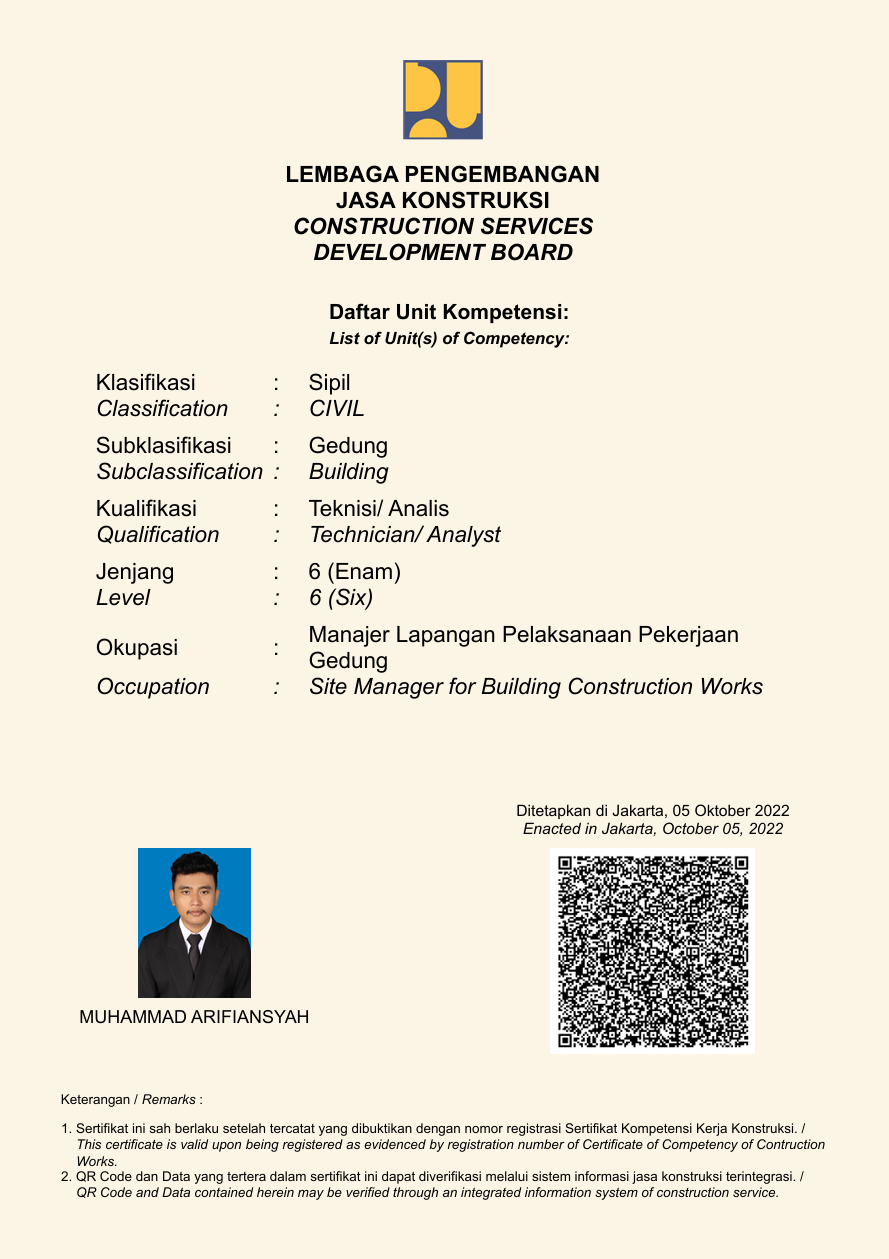 LEMBAGA PENGEMBANGAN
JASA KONSTRUKSI
CONSTRUCTION SERVICES
DEVELOPMENT BOARD
Daftar Unit Kompetensi:
List of Unit(s) of Competency:
Klasifikasi : Sipil
Classification : CIVIL
Subklasifikasi : Gedung
Subclassification : Building
Kualifikasi : Teknisi/ Analis
Qualification : Technician/ Analyst
Jenjang : 6 (Enam)
Level : 6 (Six)
Okupasi : Manajer Lapangan Pelaksanaan Pekerjaan
Gedung
Occupation : Site Manager for Building Construction Works
Ditetapkan di Jakarta, 05 Oktober 2022
Enacted in Jakarta, October 05, 2022
MUHAMMAD ARIFIANSYAH
Keterangan / Remarks :
1. Sertifikat ini sah berlaku setelah tercatat yang dibuktikan dengan nomor registrasi Sertifikat Kompetensi Kerja Konstruksi. /
This certificate is valid upon being registered as evidenced by registration number of Certificate of Competency of Contruction
Works.
2. QR Code dan Data yang tertera dalam sertifikat ini dapat diverifikasi melalui sistem informasi jasa konstruksi terintegrasi. /
QR Code and Data contained herein may be verified through an integrated information system of construction service.